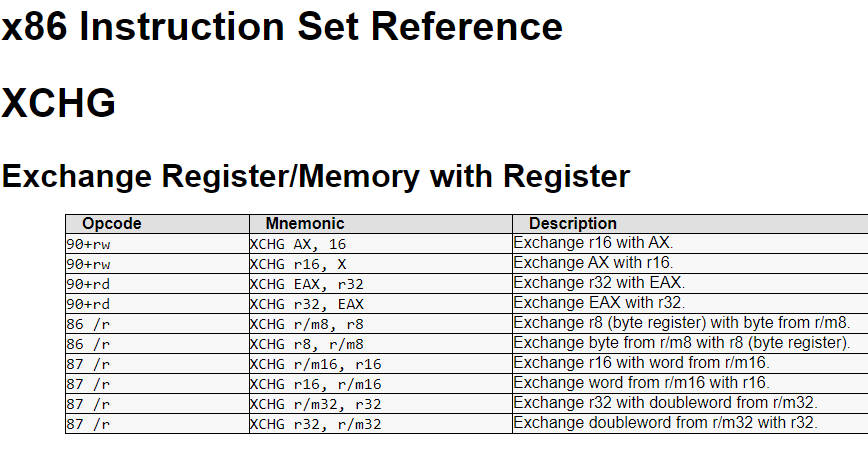 x86 Instruction Set Reference
XCHG
Exchange Register/Memory with Register
Opcode Mnemonic Description
90+rw XCHG AX, 16 Exchange r16 with AX.
90+rw XCHG r16, X Exchange AX with r16.
90+rd XCHG EAX, r32 Exchange r32 with EAX.
90+rd XCHG r32, EAX Exchange EAX with r32.
86 /r XCHG r/m8, r8 Exchange r8 (byte register) with byte from r/m8.
86 /r XCHG r8, r/m8 Exchange byte from r/m8 with r8 (byte register).
87 /r XCHG r/m16, r16 Exchange r16 with word from r/m16.
87 /r XCHG r16, r/m16 Exchange word from r/m16 with r16.
87 /r XCHG r/m32, r32 Exchange r32 with doubleword from r/m32.
87 /r XCHG r32, r/m32 Exchange doubleword from r/m32 with r32.